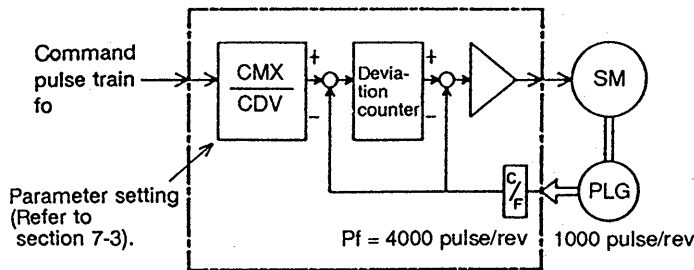 Command
pulse train
fo
CMX
CDV
+
−
Devia-
tion
counter
+
−
SM
PLG
C/F
Parameter setting
(Refer to
section 7-3).
Pf = 4000 pulse/rev
1000 pulse/rev